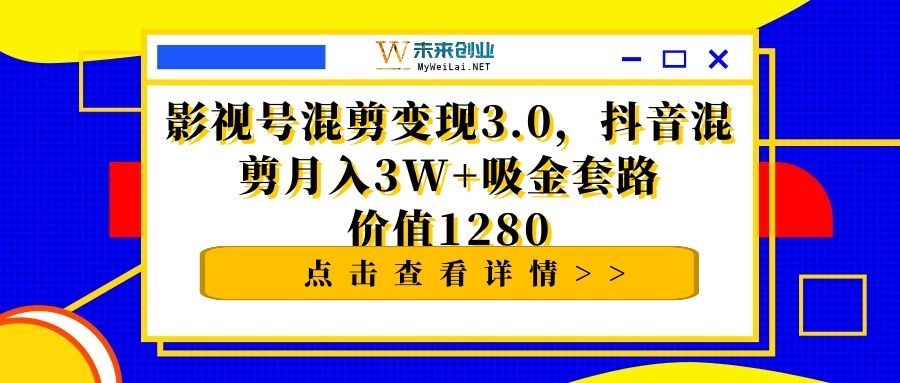 未来创业
MyWeiLai.NET
影视号混剪变现3.0，抖音混
剪月入3W+吸金套路
价值1280
点击查看详情>>